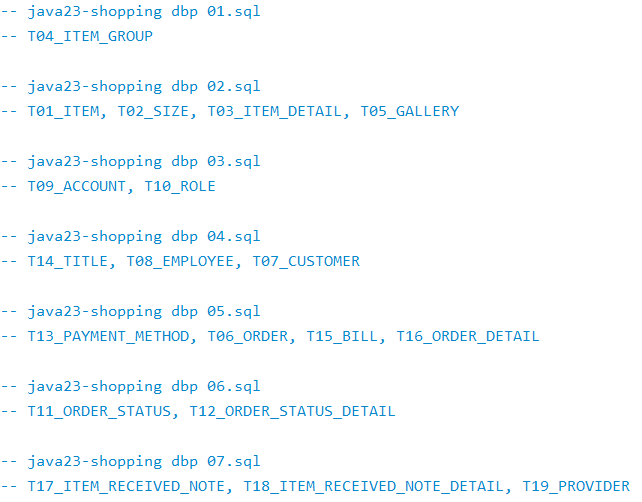 -- java23-shopping dbp 01.sql
-- T04_ITEM_GROUP
-- java23-shopping dbp 02.sql
-- T01_ITEM, T02_SIZE, T03_ITEM_DETAIL, T05_GALLERY
-- java23-shopping dbp 03.sql
-- T09_ACCOUNT, T10_ROLE
-- java23-shopping dbp 04.sql
-- T14_TITLE, T08_EMPLOYEE, T07_CUSTOMER
-- java23-shopping dbp 05.sql
-- T13_PAYMENT_METHOD, T06_ORDER, T15_BILL, T16_ORDER_DETAIL
-- java23-shopping dbp 06.sql
-- T11_ORDER_STATUS, T12_ORDER_STATUS_DETAIL
-- java23-shopping dbp 07.sql
-- T17_ITEM_RECEIVED_NOTE, T18_ITEM_RECEIVED_NOTE_DETAIL, T19_PROVIDER